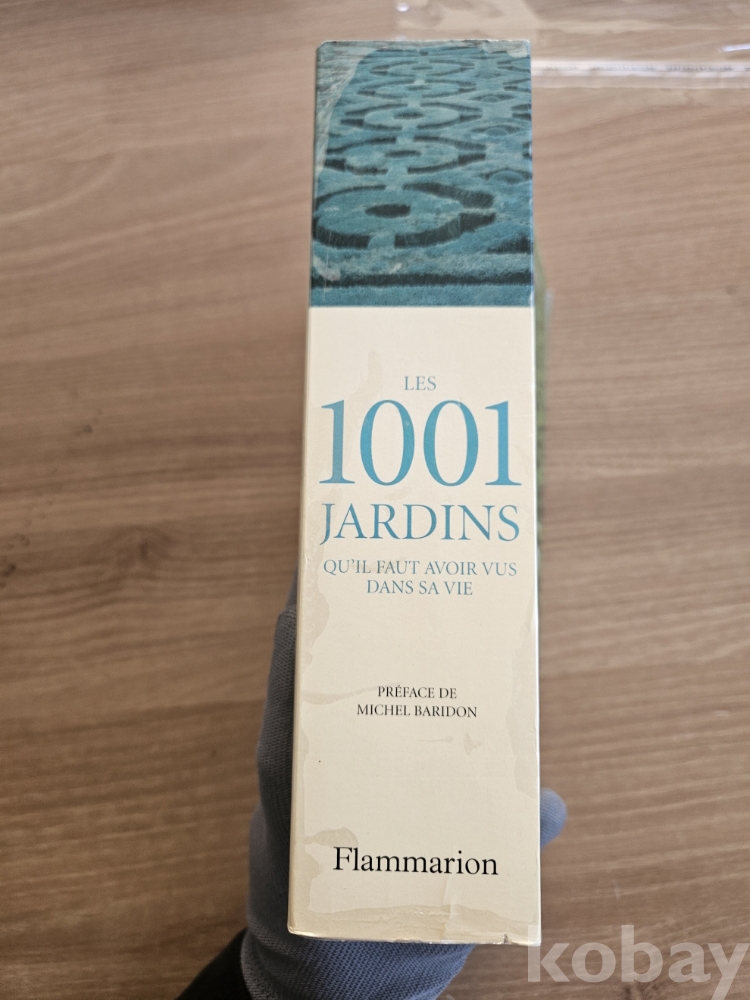 LES
1001
JARDINS
QU'IL FAUT AVOIR VUS
DANS SA VIE
PRÉFACE DE
MICHEL BARIDON
Flammarion
kobay